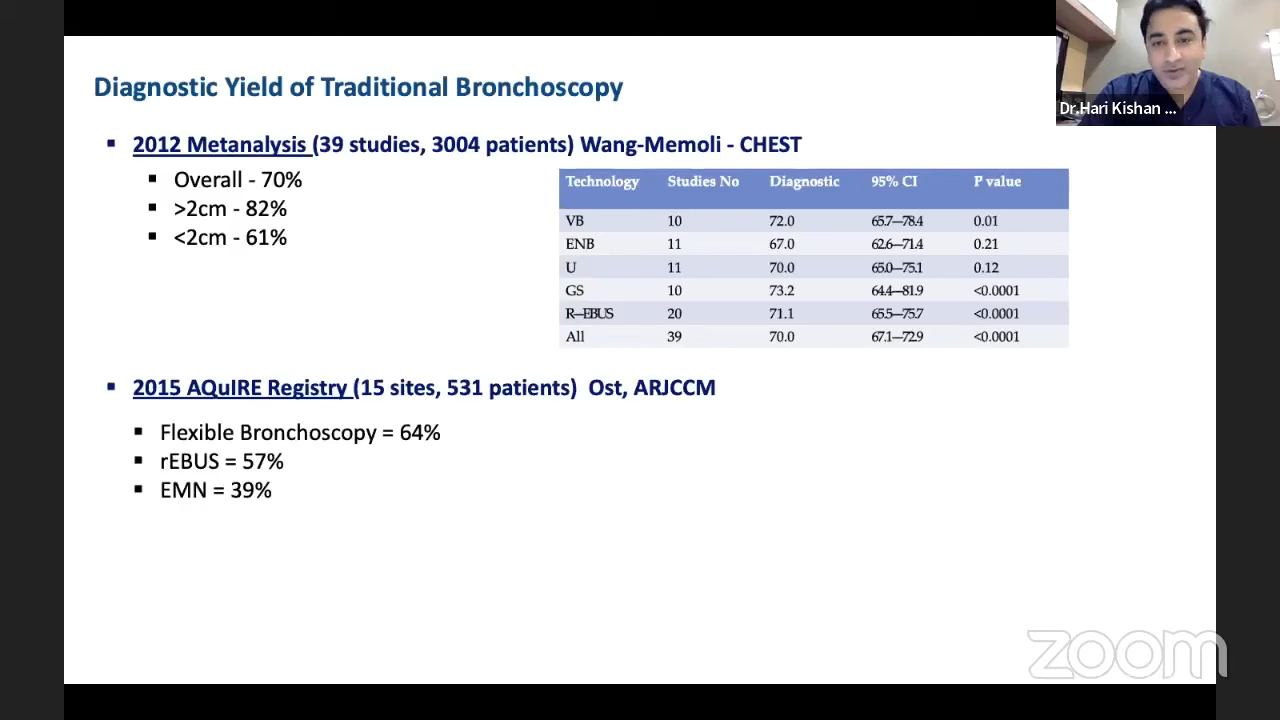 Dr.Hari Kishan ...
Diagnostic Yield of Traditional Bronchoscopy
2012 Metanalysis (39 studies, 3004 patients) Wang-Memoli - CHEST
Overall - 70%
>2cm - 82%
<2cm - 61%
Technology Studies No Diagnostic 95% CI P value
VB 10 72.0 65.7—78.4 0.01
ENB 11 67.0 62.6—71.4 0.21
U 11 70.0 65.0—75.1 0.12
GS 10 73.2 64.4—81.9 <0.0001
R—EBUS 20 71.1 65.5—75.7 <0.0001
All 39 70.0 67.1—72.9 <0.0001
2015 AQuIRE Registry (15 sites, 531 patients) Ost, ARJCCM
Flexible Bronchoscopy = 64%
rEBUS = 57%
EMN = 39%
zoom